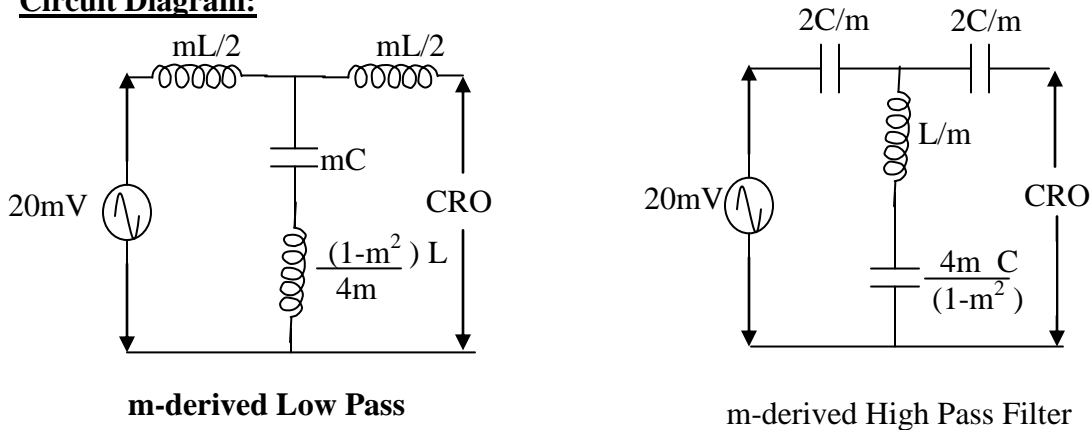 Circuit Diagram:
mL/2 mL/2
mC
20mV
CRO
(1-m² ) L
4m
m-derived Low Pass
2C/m 2C/m
L/m
20mV
CRO
4m C
(1-m² )
m-derived High Pass Filter